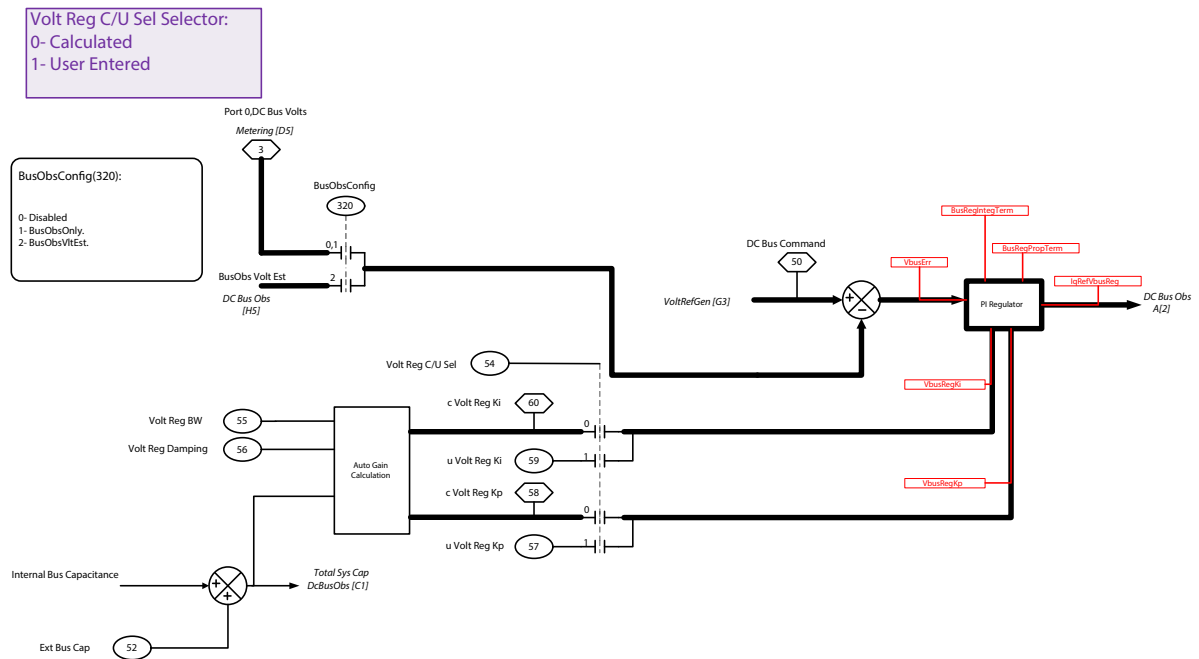 Volt Reg C/U Sel Selector:
0- Calculated
1- User Entered
Port 0,DC Bus Volts
Metering [D5]
3
BusObsConfig(320):
0- Disabled
1- BusObsOnly.
2- BusObsVltEst.
BusObsConfig
320
0,1
BusObs Volt Est
2
DC Bus Obs
[H5]
DC Bus Command
50
VoltRefGen [G3]
+
−
VbusErr
BusRegIntegTerm
BusRegPropTerm
IqRefVbusReg
PI Regulator
DC Bus Obs
A[2]
VbusRegKi
VbusRegKp
Volt Reg C/U Sel
54
c Volt Reg Ki
60
0
Volt Reg BW
55
Volt Reg Damping
56
Auto Gain
Calculation
u Volt Reg Ki
59
1
c Volt Reg Kp
58
0
u Volt Reg Kp
57
1
Internal Bus Capacitance
+
+
Total Sys Cap
DcBusObs [C1]
Ext Bus Cap
52